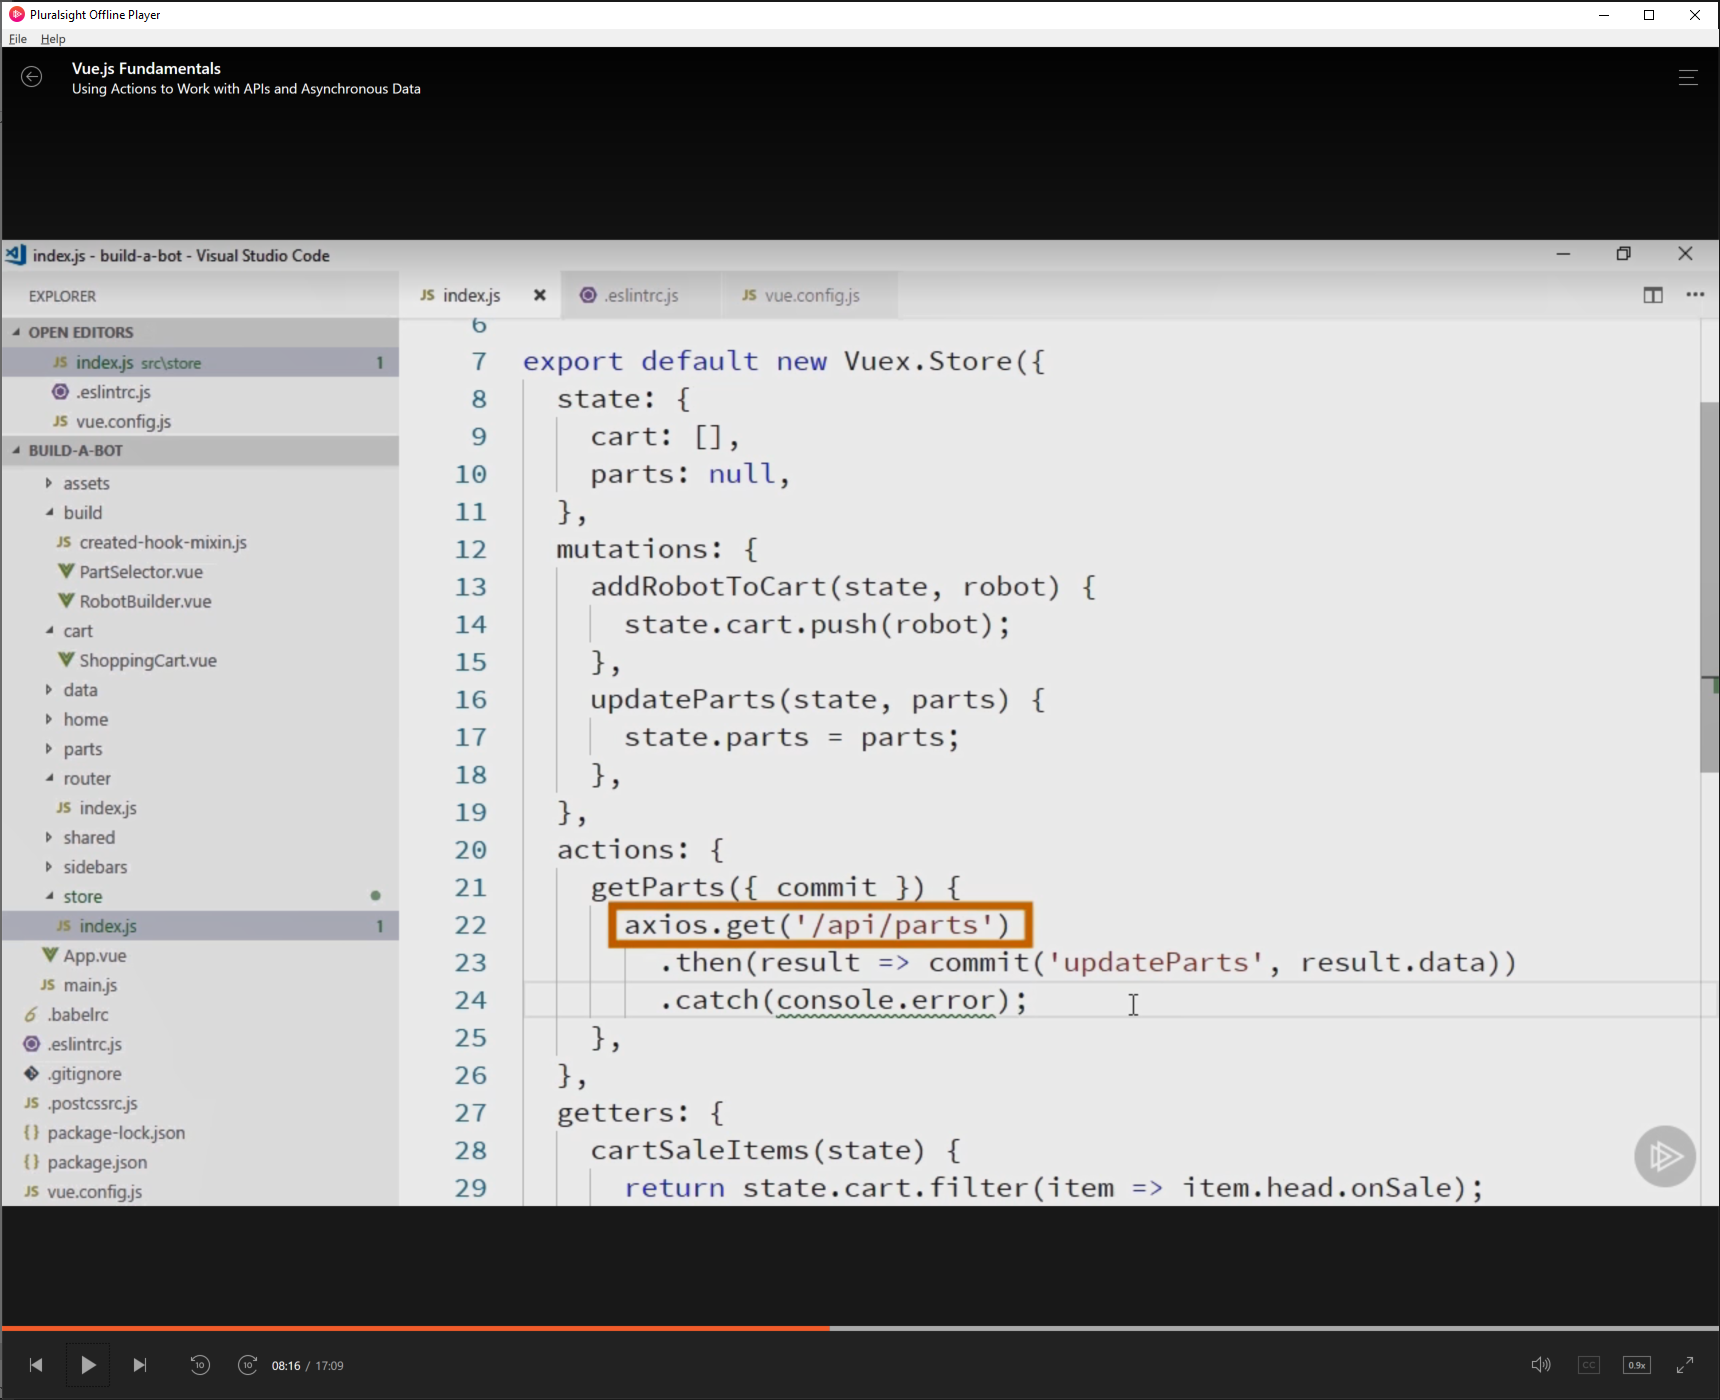 Pluralsight Offline Player
File Help
Vue.js Fundamentals
Using Actions to Work with APIs and Asynchronous Data
index.js - build-a-bot - Visual Studio Code
EXPLORER
OPEN EDITORS
JS index.js src\store 1
.eslintrc.js
JS vue.config.js
BUILD-A-BOT
assets
build
JS created-hook-mixin.js
PartSelector.vue
RobotBuilder.vue
cart
ShoppingCart.vue
data
home
parts
router
JS index.js
shared
sidebars
store
JS index.js 1
App.vue
JS main.js
.babelrc
.eslintrc.js
.gitignore
JS .postcssrc.js
{} package-lock.json
{} package.json
JS vue.config.js
JS index.js
.eslintrc.js
JS vue.config.js
6
7 export default new Vuex.Store({
8 state: {
9 cart: [],
10 parts: null,
11 },
12 mutations: {
13 addRobotToCart(state, robot) {
14 state.cart.push(robot);
15 },
16 updateParts(state, parts) {
17 state.parts = parts;
18 },
19 },
20 actions: {
21 getParts({ commit }) {
22 axios.get('/api/parts')
23 .then(result => commit('updateParts', result.data))
24 .catch(console.error);
25 },
26 },
27 getters: {
28 cartSaleItems(state) {
29 return state.cart.filter(item => item.head.onSale);
10
10
08:16 / 17:09
CC
0.9x